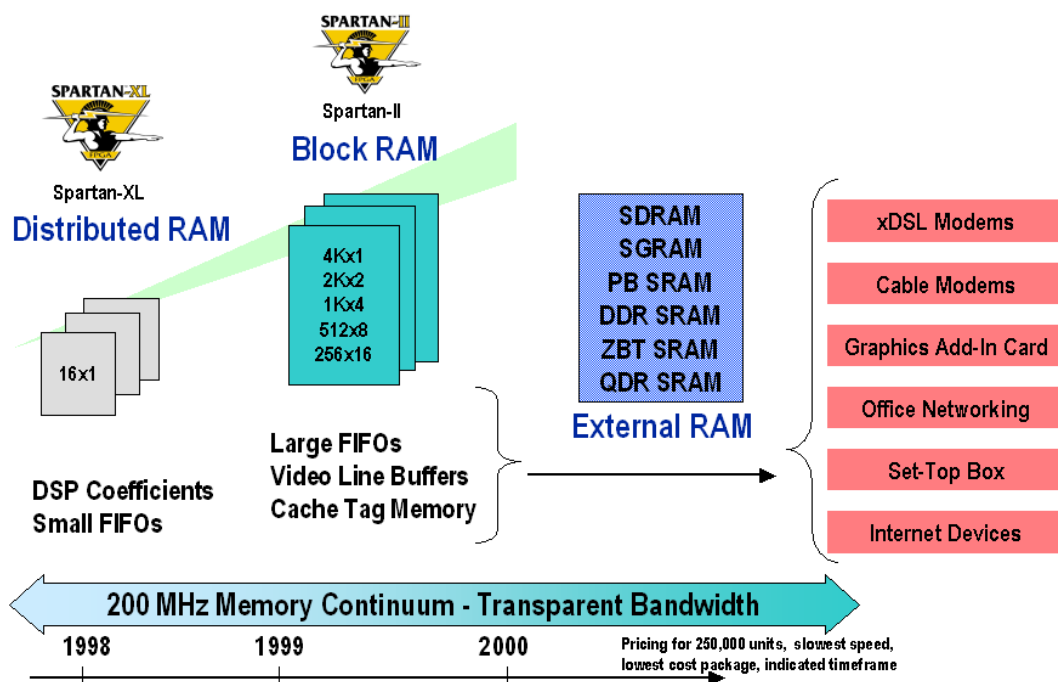 SPARTAN-XL
FPGA
Spartan-XL
Distributed RAM
16x1
DSP Coefficients
Small FIFOs
SPARTAN-II
FPGA
Spartan-II
Block RAM
4Kx1
2Kx2
1Kx4
512x8
256x16
Large FIFOs
Video Line Buffers
Cache Tag Memory
SDRAM
SGRAM
PB SRAM
DDR SRAM
ZBT SRAM
QDR SRAM
External RAM
xDSL Modems
Cable Modems
Graphics Add-In Card
Office Networking
Set-Top Box
Internet Devices
200 MHz Memory Continuum - Transparent Bandwidth
1998
1999
2000
Pricing for 250,000 units, slowest speed,
lowest cost package, indicated timeframe